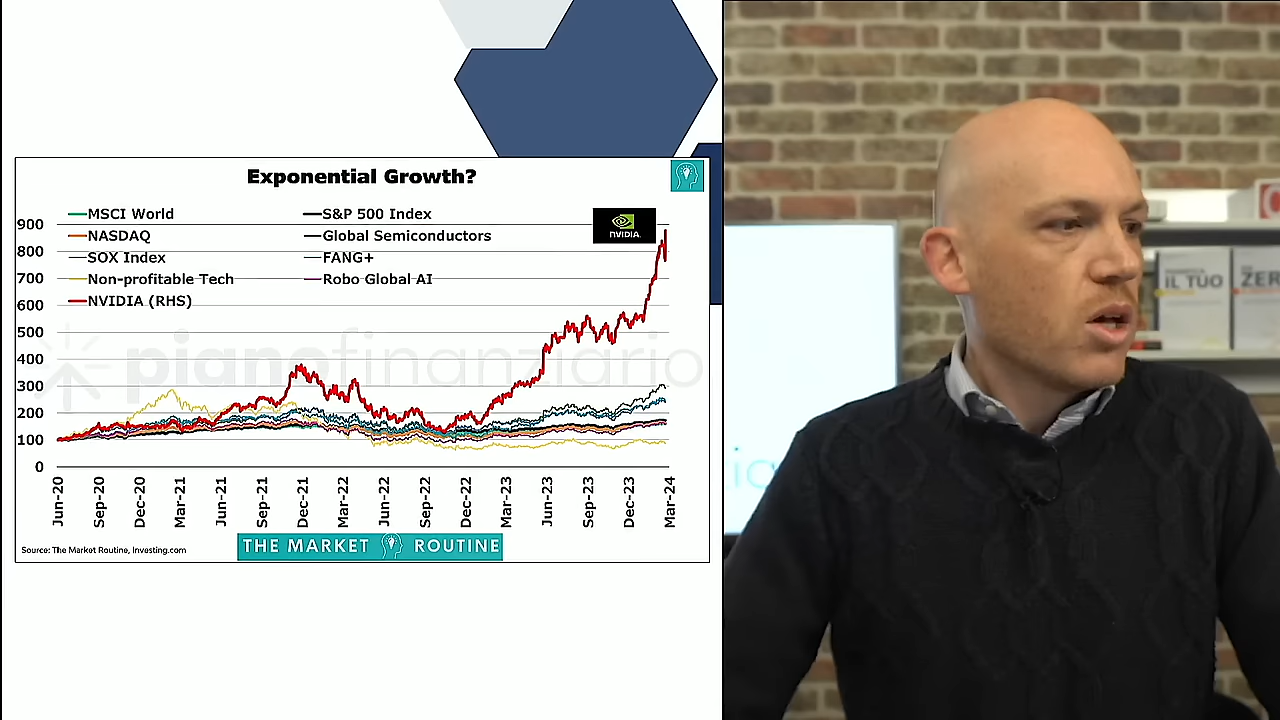 Exponential Growth?
MSCI World
S&P 500 Index
NASDAQ
Global Semiconductors
SOX Index
FANG+
Non-profitable Tech
Robo Global AI
NVIDIA (RHS)
NVIDIA
900
800
700
600
500
400
300
200
100
0
pianofinanziario
Jun-20
Sep-20
Dec-20
Mar-21
Jun-21
Sep-21
Dec-21
Mar-22
Jun-22
Sep-22
Dec-22
Mar-23
Jun-23
Sep-23
Dec-23
Mar-24
Source: The Market Routine, Investing.com
THE MARKET ROUTINE
IL TUO
ZER